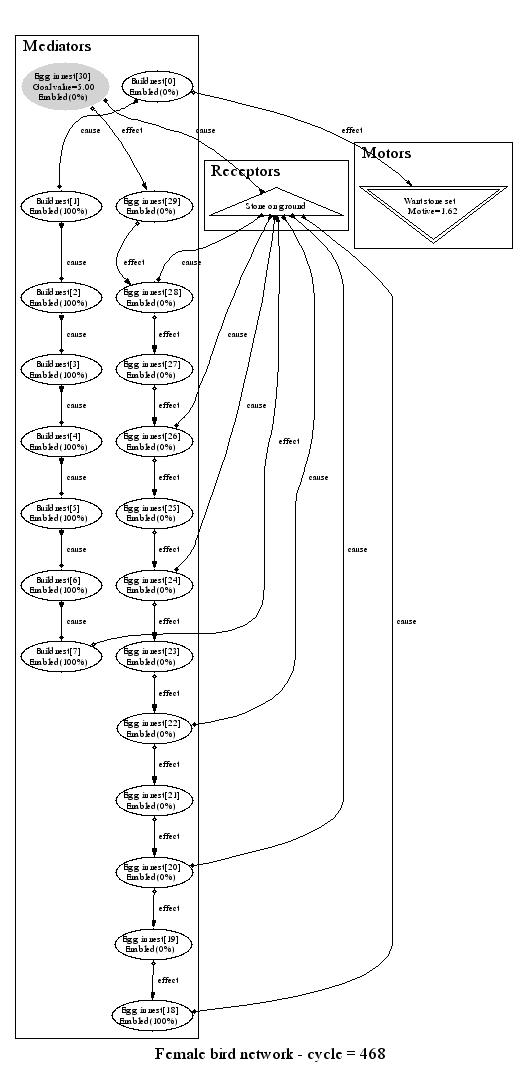 Mediators
Egg in nest[30]
Goal value=5.00
Enabled(0%)
Build nest[0]
Enabled(0%)
cause
effect
cause
effect
Motors
Want stone set
Motive=1.62
Receptors
Stone on ground
Build nest[1]
Enabled(100%)
Egg in nest[29]
Enabled(0%)
cause
effect
cause
Build nest[2]
Enabled(100%)
Egg in nest[28]
Enabled(0%)
cause
effect
cause
Build nest[3]
Enabled(100%)
Egg in nest[27]
Enabled(0%)
cause
effect
cause
Build nest[4]
Enabled(100%)
Egg in nest[26]
Enabled(0%)
effect
cause
effect
cause
Build nest[5]
Enabled(100%)
Egg in nest[25]
Enabled(0%)
cause
effect
cause
Build nest[6]
Enabled(100%)
Egg in nest[24]
Enabled(0%)
cause
effect
cause
Build nest[7]
Enabled(100%)
Egg in nest[23]
Enabled(0%)
effect
Egg in nest[22]
Enabled(0%)
effect
Egg in nest[21]
Enabled(0%)
effect
Egg in nest[20]
Enabled(0%)
effect
Egg in nest[19]
Enabled(0%)
effect
Egg in nest[18]
Enabled(100%)
Female bird network - cycle = 468